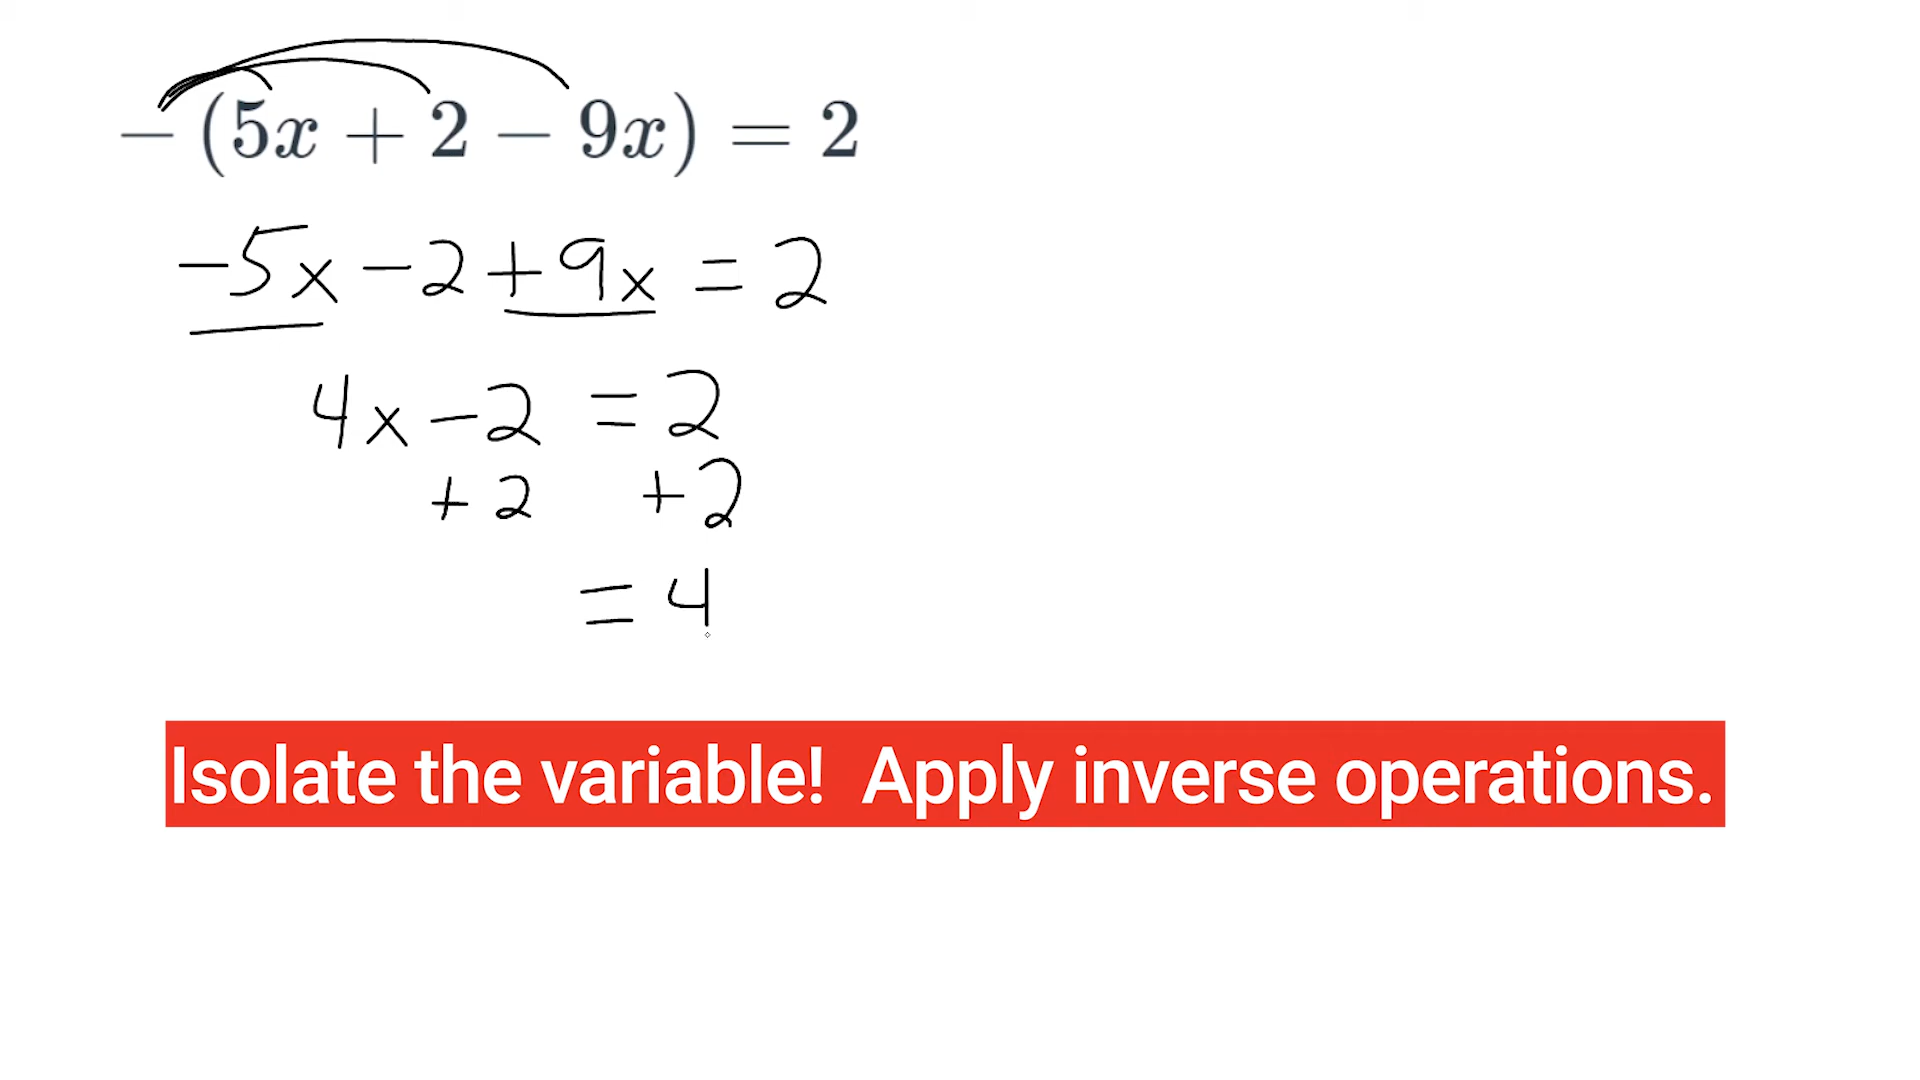 −(5x + 2 − 9x) = 2
−5x −2 +9x = 2
4x −2 = 2
+2 +2
= 4
Isolate the variable! Apply inverse operations.